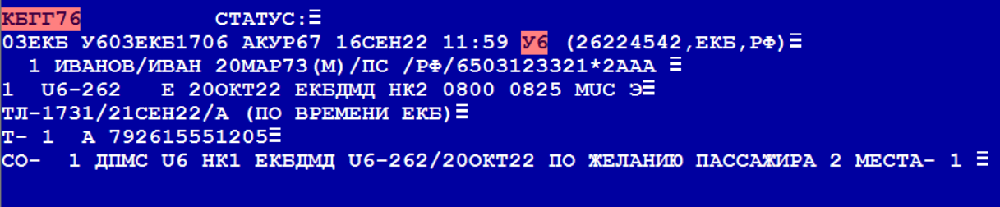 КБГГ76 СТАТУС:☰
03ЕКБ У603ЕКБ1706 АКУР67 16СЕН22 11:59 У6 (26224542,ЕКБ,РФ)☰
1 ИВАНОВ/ИВАН 20МАР73(М)/ПС /РФ/6503123321*2ААА ☰
1 U6-262 Е 20ОКТ22 ЕКБДМД НК2 0800 0825 MUC Э☰
ТЛ-1731/21СЕН22/А (ПО ВРЕМЕНИ ЕКБ)☰
Т- 1 А 792615551205☰
СО- 1 ДПМС U6 НК1 ЕКБДМД U6-262/20ОКТ22 ПО ЖЕЛАНИЮ ПАССАЖИРА 2 МЕСТА- 1 ☰